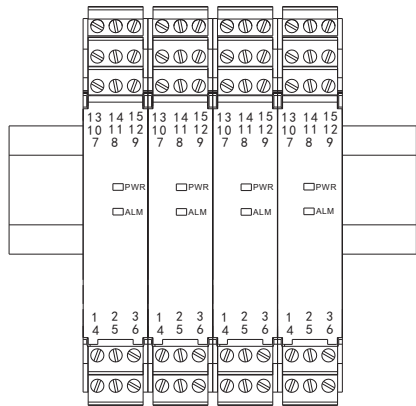 13 14 15 13 14 15 13 14 15 13 14 15
10 11 12 10 11 12 10 11 12 10 11 12
7 8 9 7 8 9 7 8 9 7 8 9
PWR PWR PWR PWR
ALM ALM ALM ALM
1 2 3 1 2 3 1 2 3 1 2 3
4 5 6 4 5 6 4 5 6 4 5 6